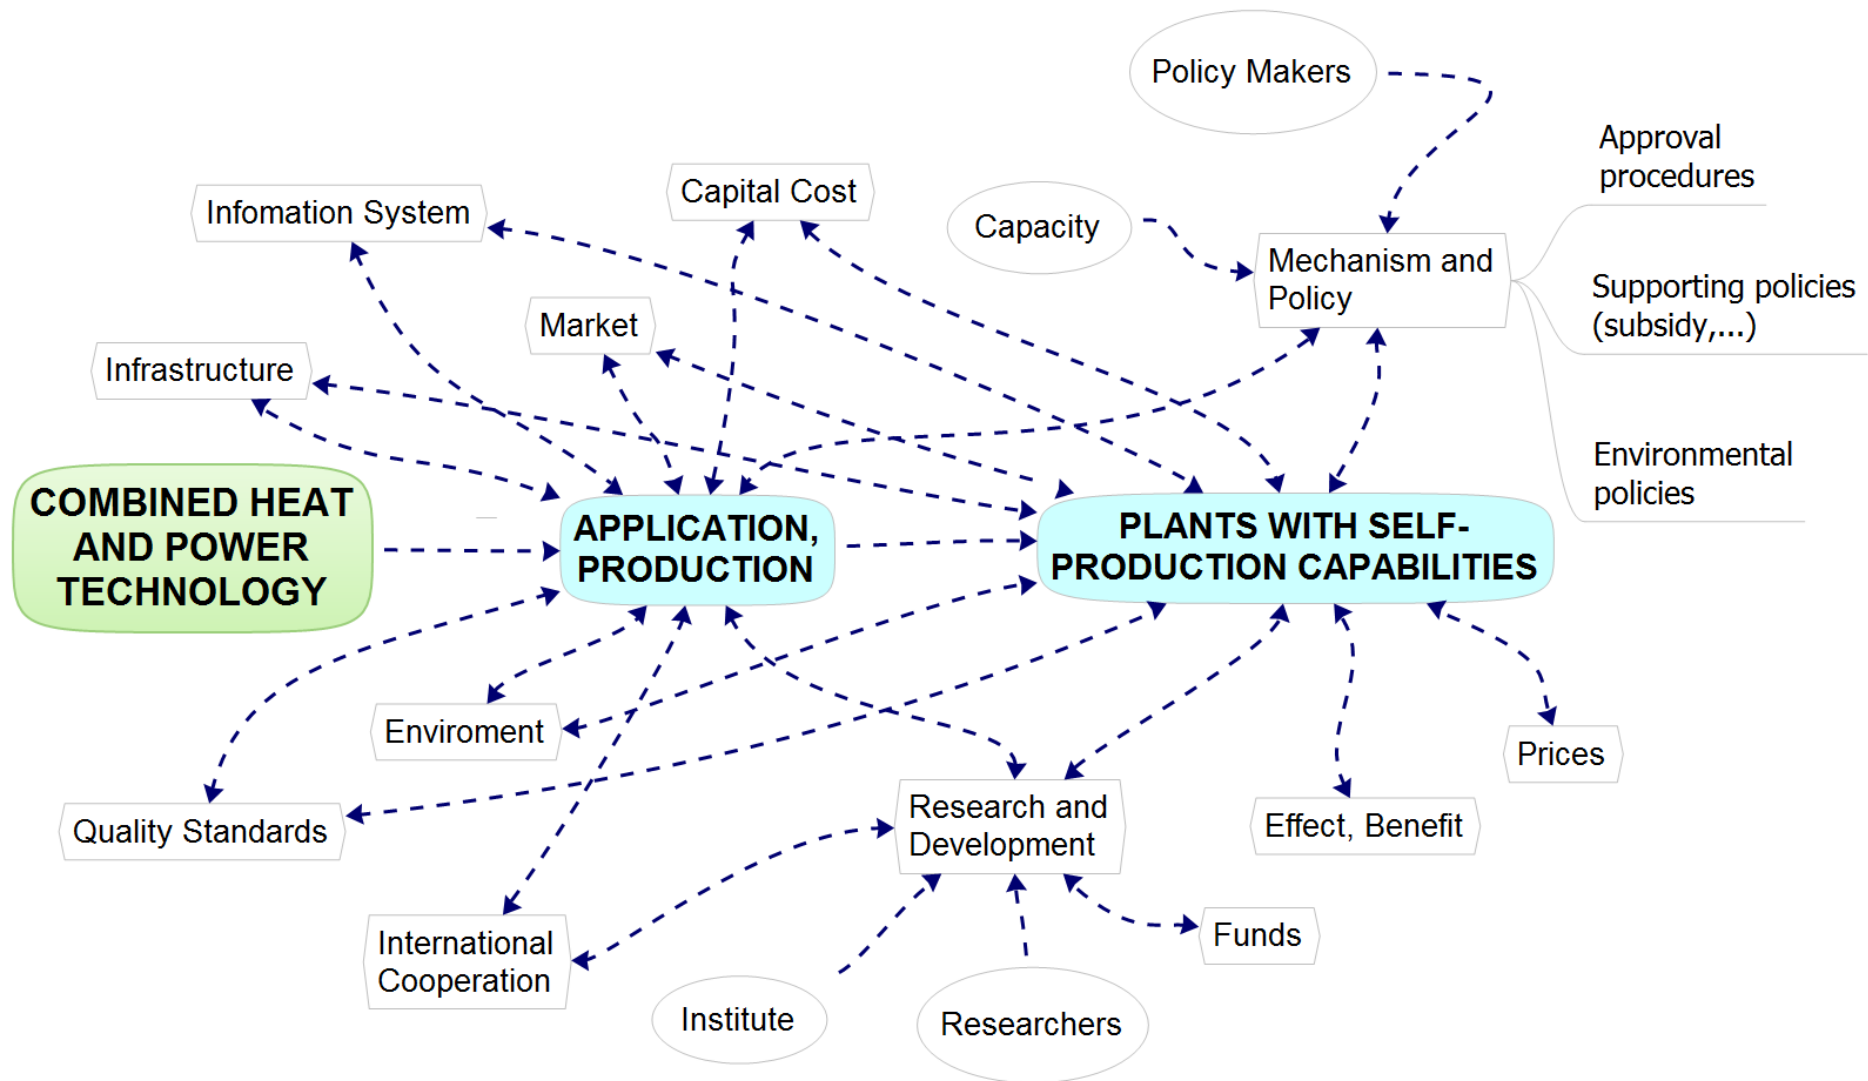 Policy Makers
Approval
procedures
Capital Cost
Infomation System
Capacity
Mechanism and
Policy
Supporting policies
(subsidy,...)
Market
Infrastructure
Environmental
policies
COMBINED HEAT
AND POWER
TECHNOLOGY
APPLICATION,
PRODUCTION
PLANTS WITH SELF-
PRODUCTION CAPABILITIES
Enviroment
Prices
Quality Standards
Research and
Development
Effect, Benefit
International
Cooperation
Funds
Institute
Researchers